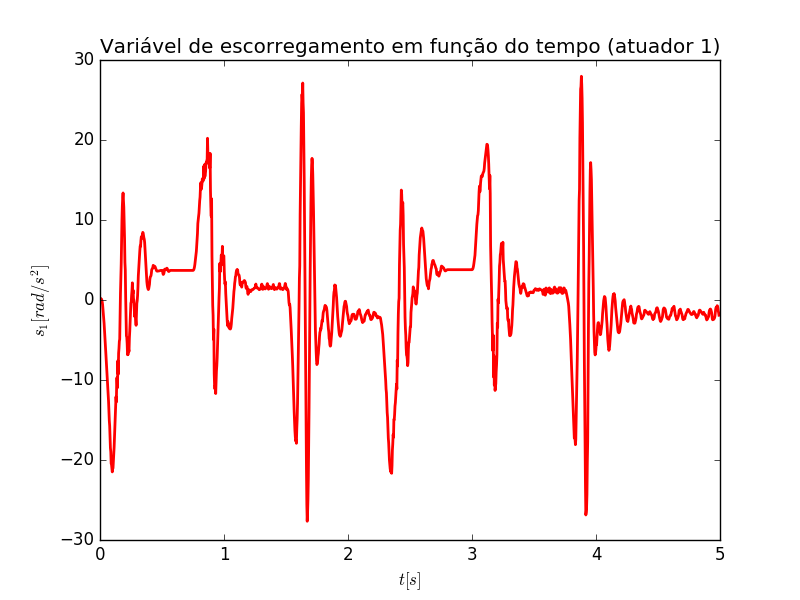 Variável de escorregamento em função do tempo (atuador 1)
30
20
10
0
−10
−20
−30
s₁[rad/s²]
0 1 2 3 4 5
t[s]